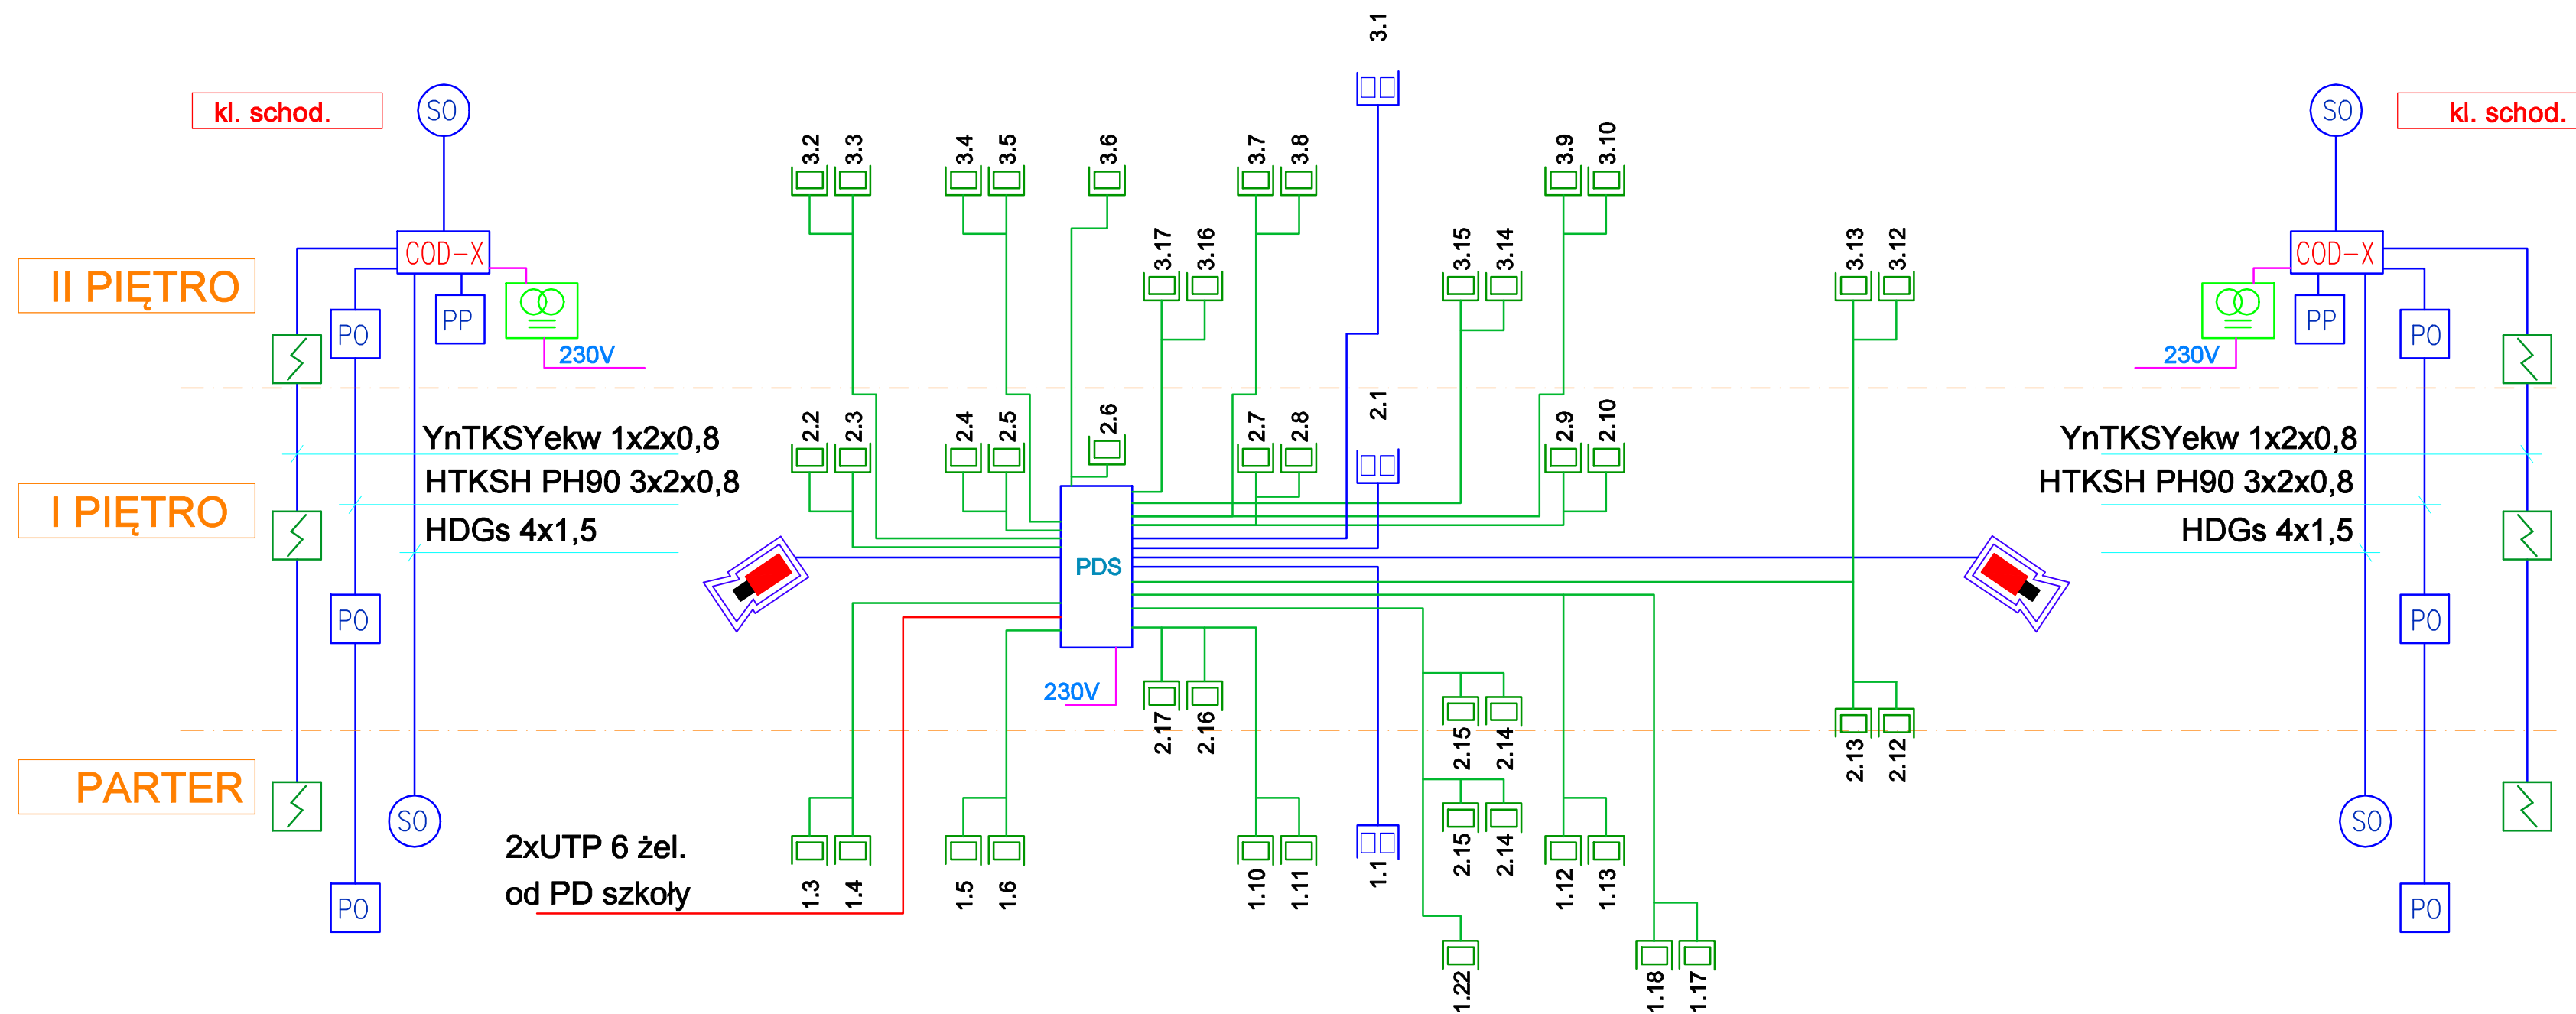 3.1
kl. schod.
SO
SO
kl. schod.
3.2
3.3
3.4
3.5
3.6
3.7
3.8
3.9
3.10
COD-X
3.17
3.16
3.15
3.14
3.13
3.12
COD-X
II PIĘTRO
PO
PP
230V
230V
PP
PO
2.2
2.3
2.4
2.5
2.6
2.7
2.8
2.1
2.9
2.10
YnTKSYekw 1x2x0,8
YnTKSYekw 1x2x0,8
HTKSH PH90 3x2x0,8
HTKSH PH90 3x2x0,8
I PIĘTRO
HDGs 4x1,5
HDGs 4x1,5
PDS
PO
PO
230V
2.17
2.16
2.15
2.14
2.13
2.12
PARTER
SO
SO
2xUTP 6 żel.
od PD szkoły
1.3
1.4
1.5
1.6
1.10
1.11
1.1
2.15
2.14
1.12
1.13
PO
PO
1.22
1.18
1.17